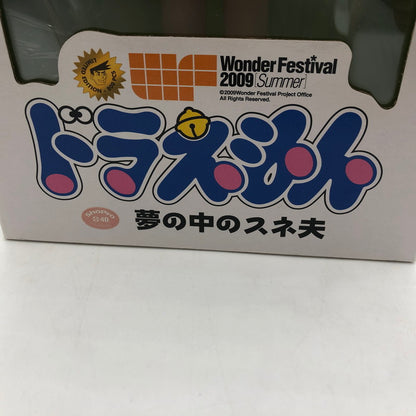 Wonder Festival
2009[Summer]
©2009Wonder Festival Project Office
All Rights Reserved.
ドラえもん
ShoPro
夢の中のスネ夫